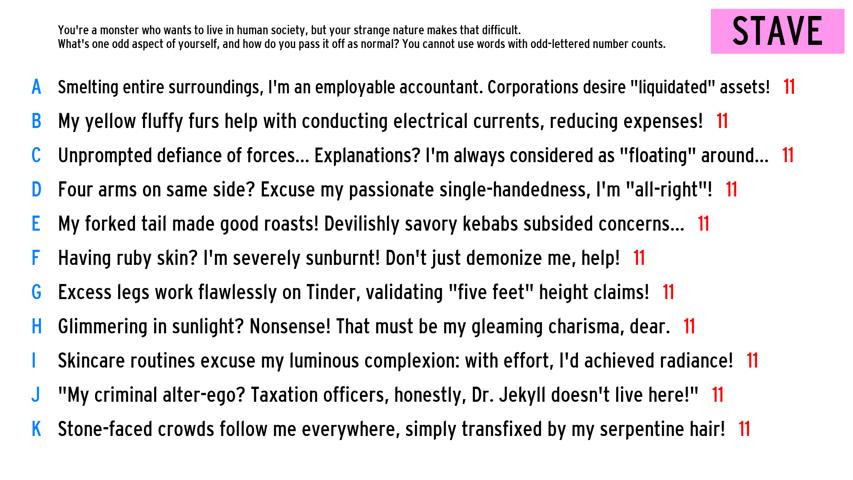 You're a monster who wants to live in human society, but your strange nature makes that difficult.
What's one odd aspect of yourself, and how do you pass it off as normal? You cannot use words with odd-lettered number counts.
STAVE
A Smelting entire surroundings, I'm an employable accountant. Corporations desire "liquidated" assets! 11
B My yellow fluffy furs help with conducting electrical currents, reducing expenses! 11
C Unprompted defiance of forces... Explanations? I'm always considered as "floating" around... 11
D Four arms on same side? Excuse my passionate single-handedness, I'm "all-right"! 11
E My forked tail made good roasts! Devilishly savory kebabs subsided concerns... 11
F Having ruby skin? I'm severely sunburnt! Don't just demonize me, help! 11
G Excess legs work flawlessly on Tinder, validating "five feet" height claims! 11
H Glimmering in sunlight? Nonsense! That must be my gleaming charisma, dear. 11
I Skincare routines excuse my luminous complexion: with effort, I'd achieved radiance! 11
J "My criminal alter-ego? Taxation officers, honestly, Dr. Jekyll doesn't live here!" 11
K Stone-faced crowds follow me everywhere, simply transfixed by my serpentine hair! 11